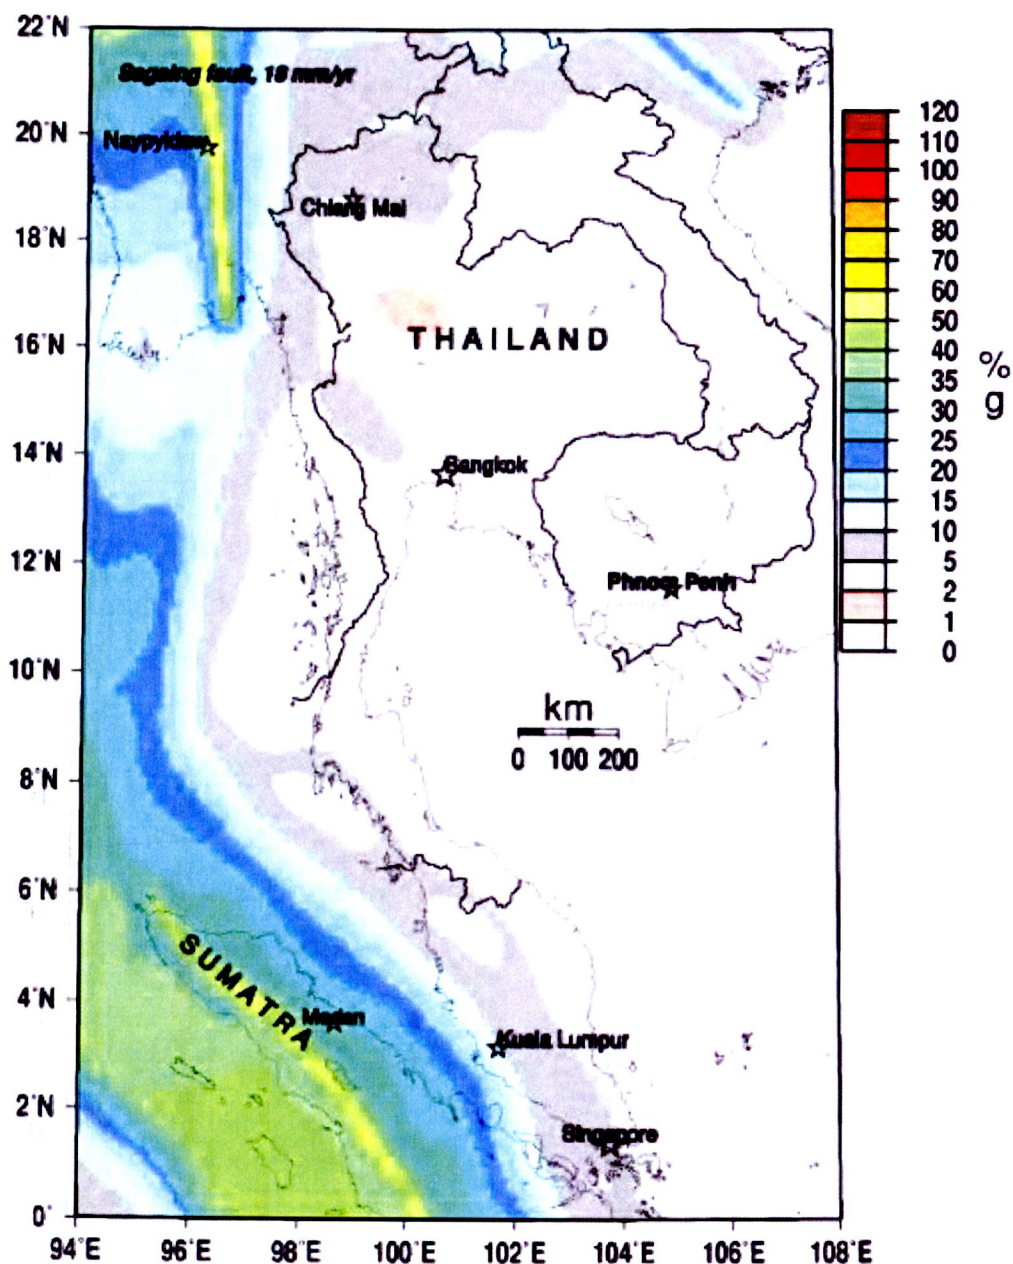 22°N
Sagaing fault, 18 mm/yr
20°N
Naypyidaw
Chiang Mai
18°N
16°N
THAILAND
14°N
Bangkok
12°N
Phnom Penh
10°N
km
0 100 200
8°N
6°N
SUMATRA
4°N
Medan
Kuala Lumpur
2°N
Singapore
0°
94°E
96°E
98°E
100°E
102°E
104°E
106°E
108°E
120
110
100
90
80
70
60
50
40
35
30
25
20
15
10
5
2
1
0
%
g